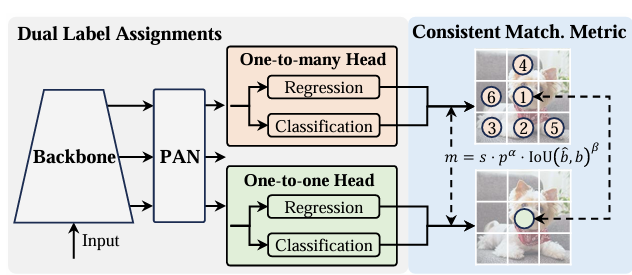 Dual Label Assignments
Consistent Match. Metric
One-to-many Head
Regression
Classification
Backbone
PAN
Input
One-to-one Head
Regression
Classification
4
6 1
3 2 5
m = s · p^α · IoU(b̂, b)^β